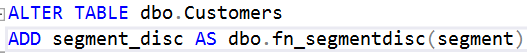 ALTER TABLE dbo.Customers
ADD segment_disc AS dbo.fn_segmentdisc(segment)